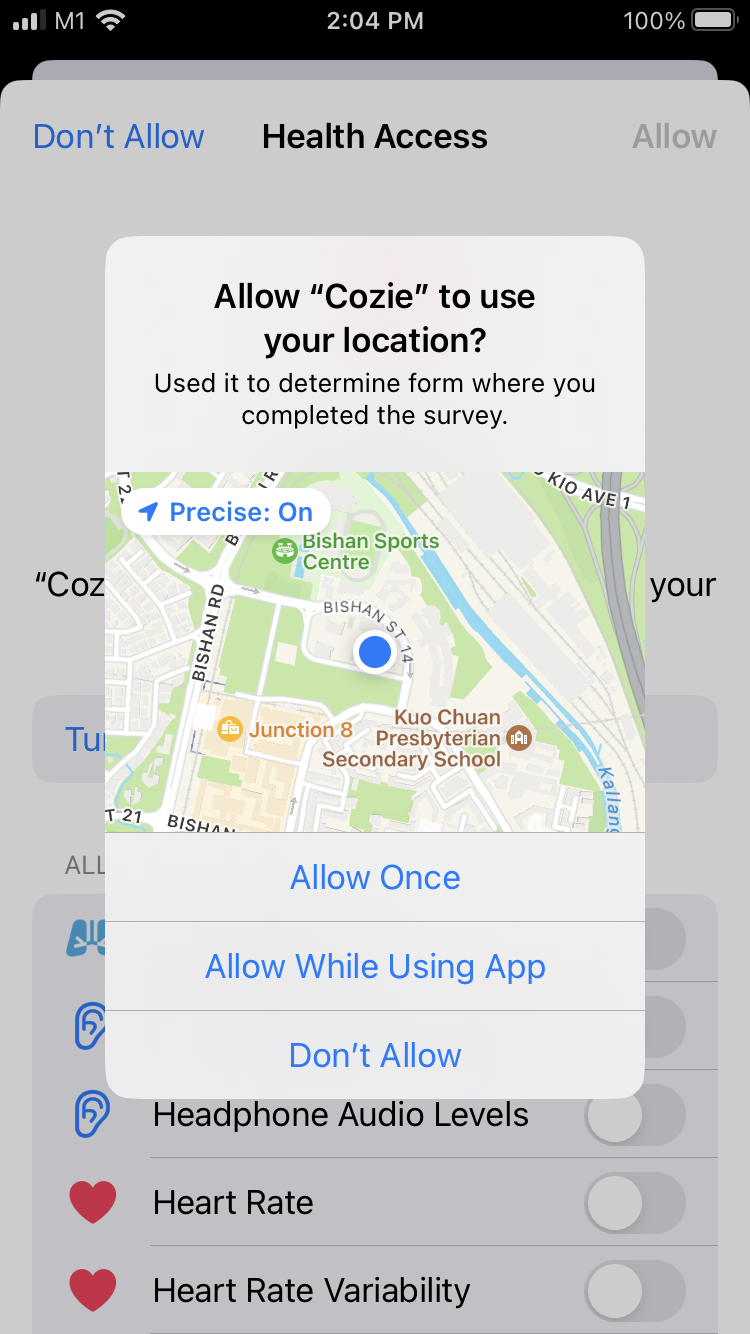 M1 2:04 PM 100%
Don’t Allow Health Access Allow
Allow “Cozie” to use
your location?
Used it to determine form where you
completed the survey.
Precise: On
KIO AVE 1
Bishan Sports
Centre
BISHAN ST 14
BISHAN RD
“Coz your
Junction 8
Kuo Chuan
Presbyterian
Secondary School
Tu
Kallang
T 21
BISHAN
ALL
Allow Once
Allow While Using App
Don’t Allow
Headphone Audio Levels
Heart Rate
Heart Rate Variability